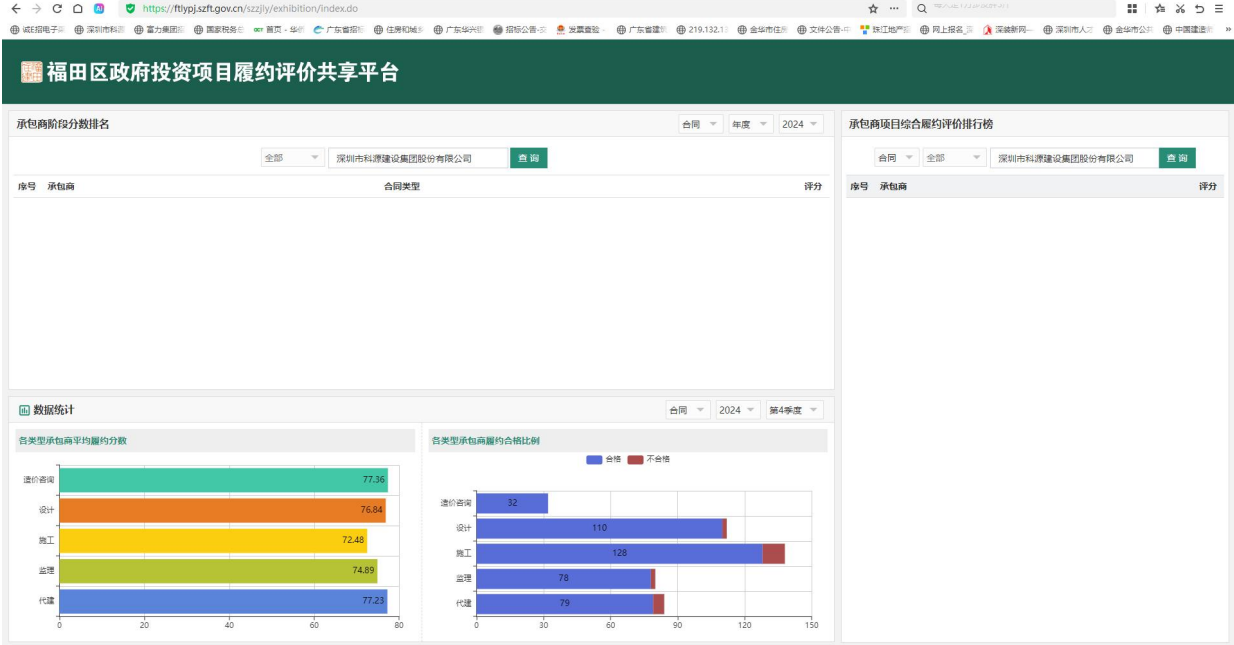 https://ftlypj.szft.gov.cn/szzjly/exhibition/index.do
福田区政府投资项目履约评价共享平台
承包商阶段分数排名
合同 年度 2024
全部 深圳市科源建设集团股份有限公司 查询
序号 承包商 合同类型 评分
承包商项目综合履约评价排行榜
合同 全部 深圳市科源建设集团股份有限公司 查询
序号 承包商 评分
数据统计
合同 2024 第4季度
各类型承包商平均履约分数
造价咨询 77.36
设计 76.84
施工 72.48
监理 74.89
代建 77.23
0 20 40 60 80
各类型承包商履约合格比例
合格 不合格
造价咨询 32
设计 110
施工 128
监理 78
代建 79
0 30 60 90 120 150